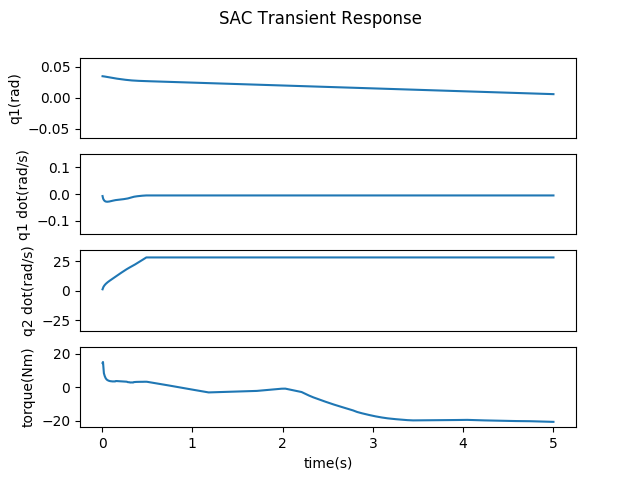 SAC Transient Response
0.05
0.00
−0.05
q1(rad)
0.1
0.0
−0.1
q1 dot(rad/s)
25
0
−25
q2 dot(rad/s)
20
0
−20
torque(Nm)
0 1 2 3 4 5
time(s)